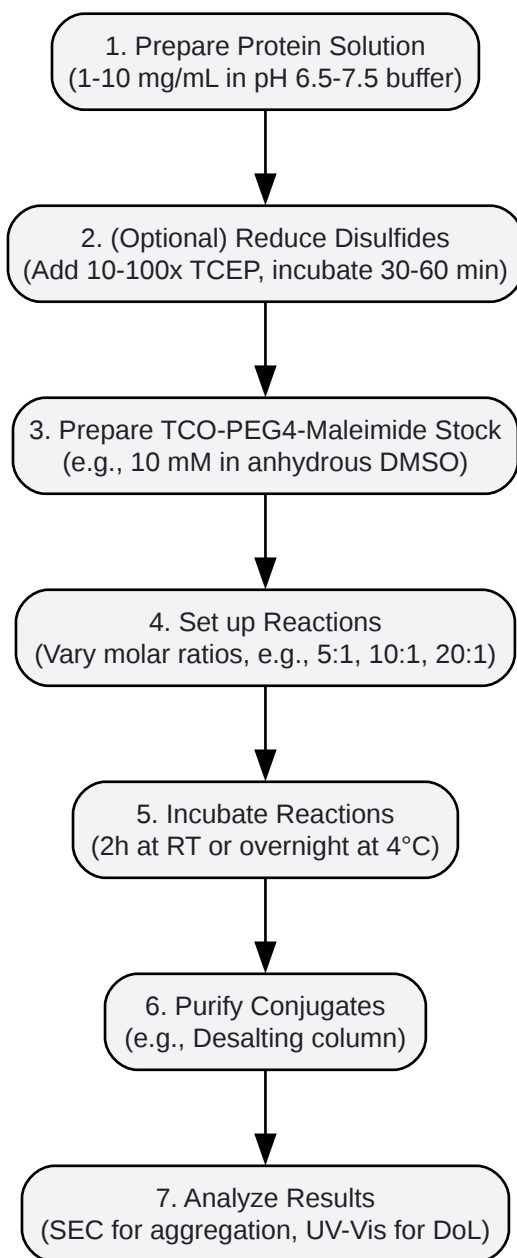 1. Prepare Protein Solution
(1-10 mg/mL in pH 6.5-7.5 buffer)
2. (Optional) Reduce Disulfides
(Add 10-100x TCEP, incubate 30-60 min)
3. Prepare TCO-PEG4-Maleimide Stock
(e.g., 10 mM in anhydrous DMSO)
4. Set up Reactions
(Vary molar ratios, e.g., 5:1, 10:1, 20:1)
5. Incubate Reactions
(2h at RT or overnight at 4°C)
6. Purify Conjugates
(e.g., Desalting column)
7. Analyze Results
(SEC for aggregation, UV-Vis for DoL)